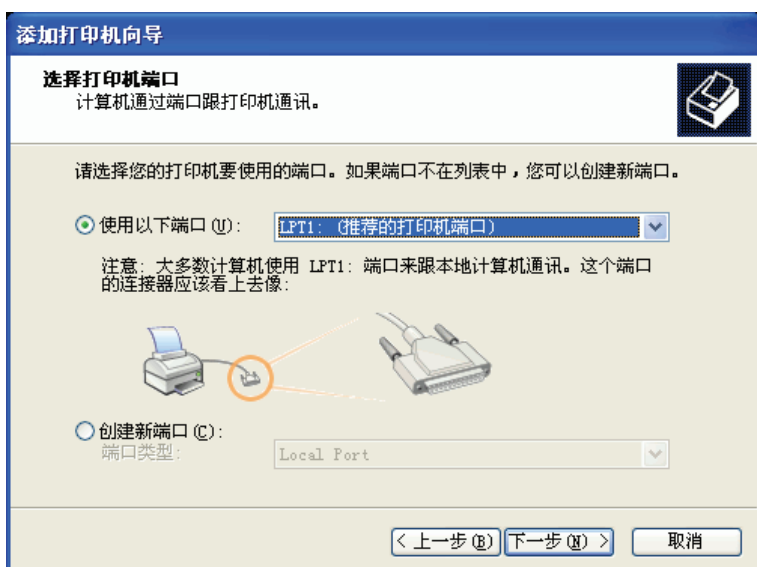 添加打印机向导
选择打印机端口
计算机通过端口跟打印机通讯。
请选择您的打印机要使用的端口。如果端口不在列表中，您可以创建新端口。
使用以下端口(U): LPT1: (推荐的打印机端口)
注意: 大多数计算机使用 LPT1: 端口来跟本地计算机通讯。这个端口
的连接器应该看上去像:
创建新端口(C):
端口类型: Local Port
< 上一步(B) 下一步(N) > 取消